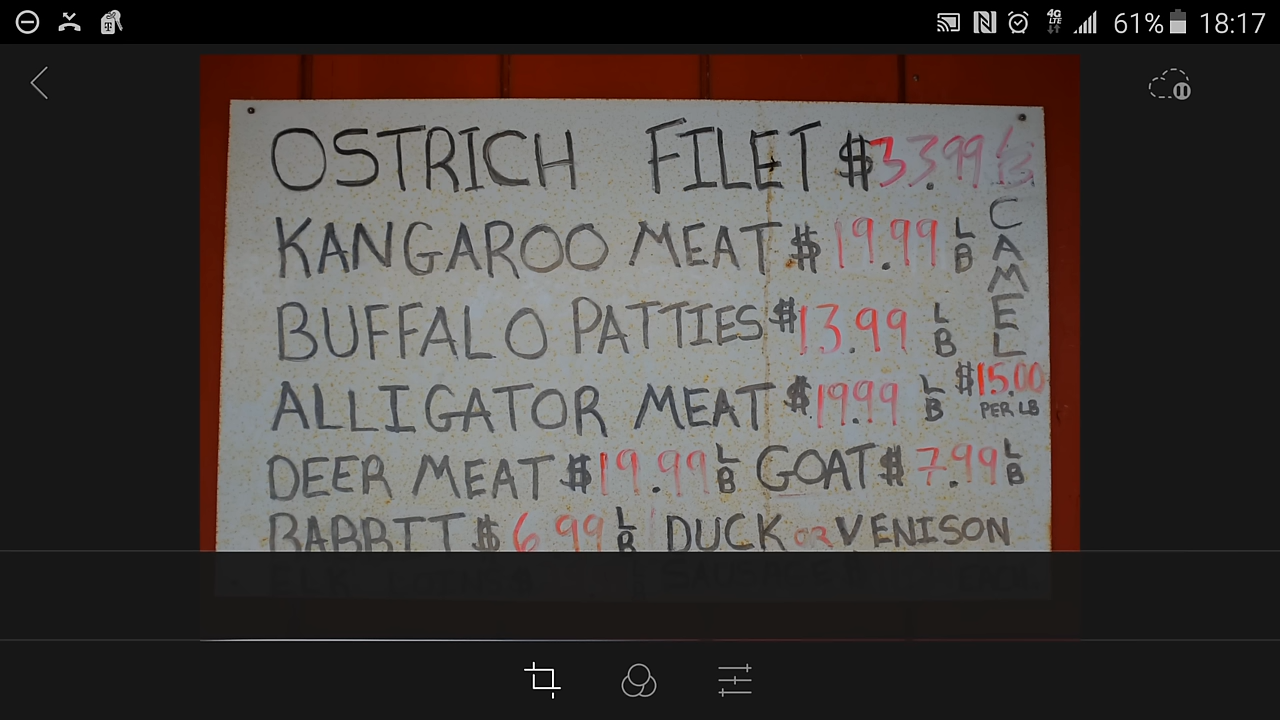 61% 18:17
OSTRICH FILET $33.99 LB
KANGAROO MEAT $19.99 LB
CAMEL
BUFFALO PATTIES $13.99 LB
ALLIGATOR MEAT $19.99 LB
$15.00
PER LB
DEER MEAT $19.99 LB GOAT $7.99 LB
RABBIT $6.99 LB DUCK OR VENISON
ELK SAUSAGE